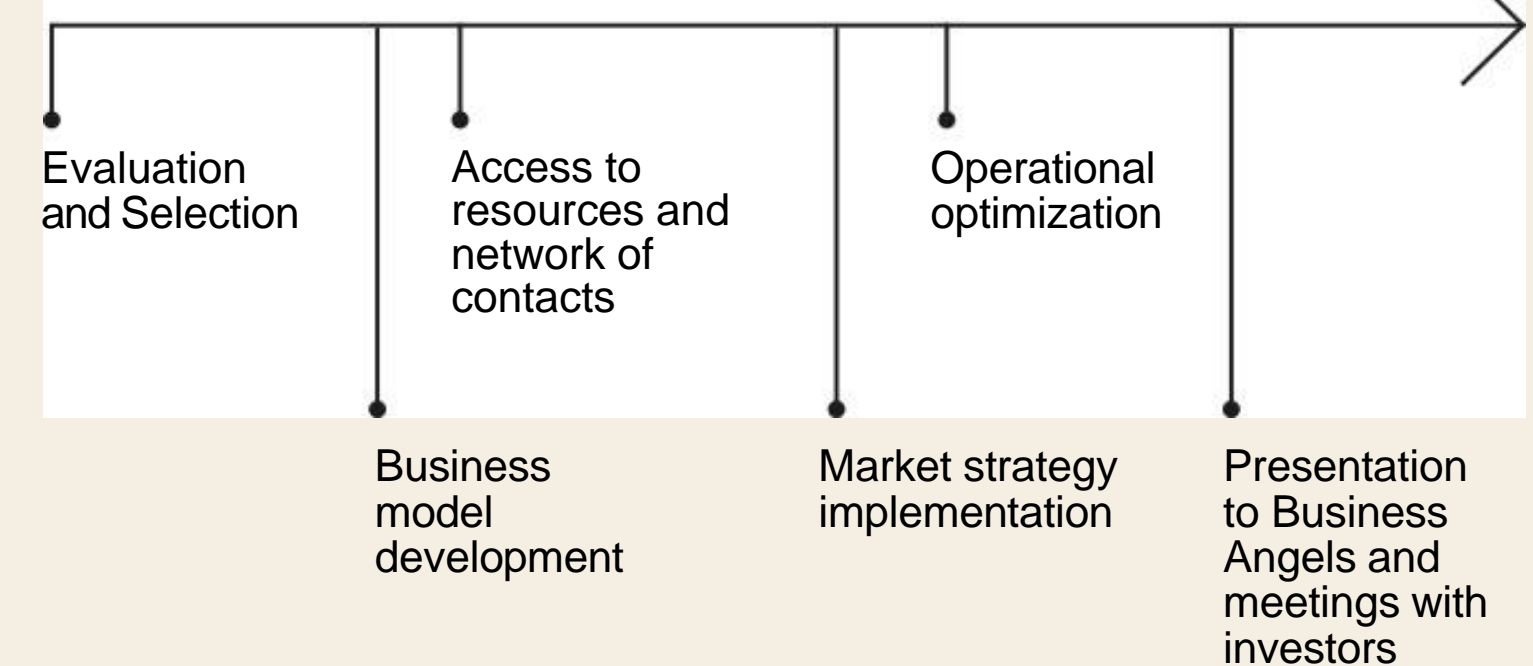 Evaluation
and Selection
Business
model
development
Access to
resources and
network of
contacts
Market strategy
implementation
Operational
optimization
Presentation
to Business
Angels and
meetings with
investors